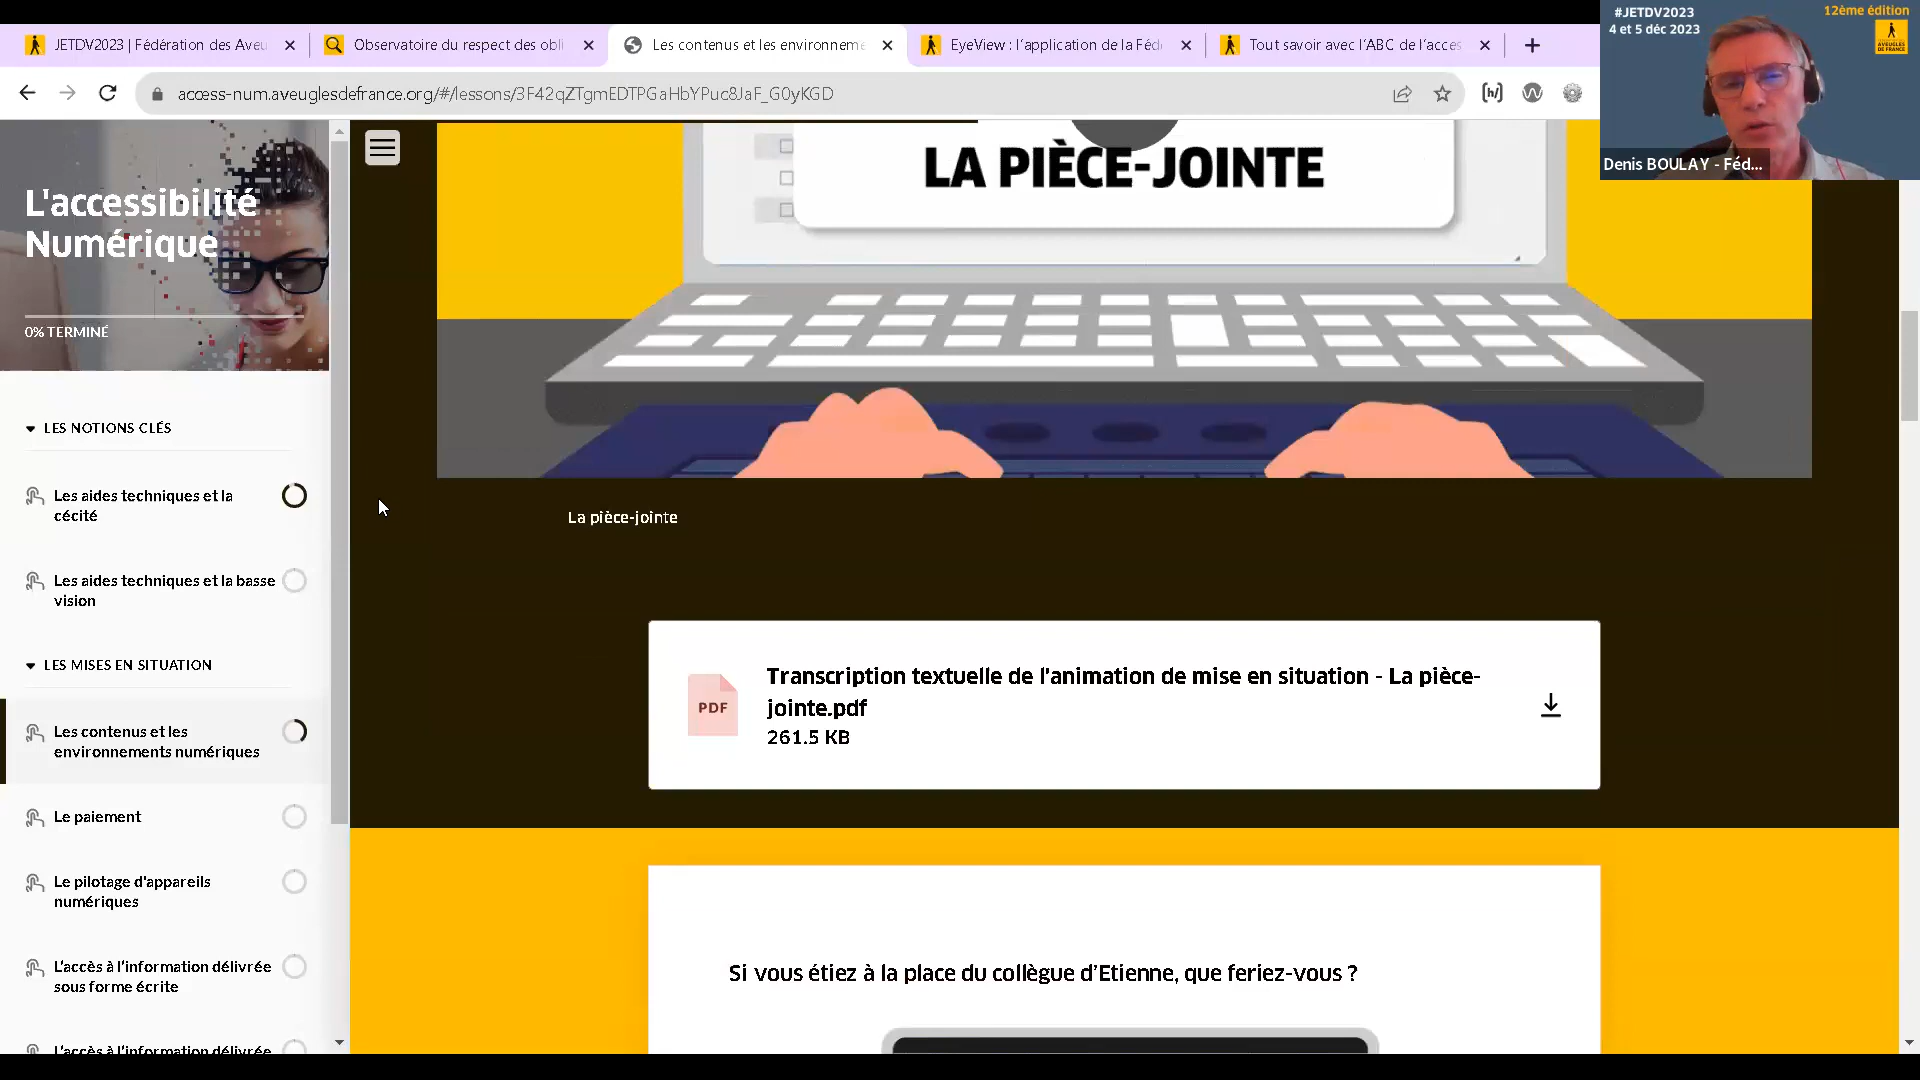 #JETDV2023
4 et 5 déc 2023
12ème édition
AVEUGLES
DE FRANCE
Denis BOULAY - Féd...
JETDV2023 | Fédération des Aveu
Observatoire du respect des obli
Les contenus et les environneme
EyeView : l'application de la Féd
Tout savoir avec l'ABC de l'acces
access-num.aveuglesdefrance.org/#/lessons/3F42qZTgmEDTPGaHbYPuc8JaF_G0yKGD
L'accessibilité
Numérique
0% TERMINÉ
LES NOTIONS CLÉS
Les aides techniques et la
cécité
Les aides techniques et la basse
vision
LES MISES EN SITUATION
Les contenus et les
environnements numériques
Le paiement
Le pilotage d'appareils
numériques
L'accès à l'information délivrée
sous forme écrite
L'accès à l'information délivrée
LA PIÈCE-JOINTE
La pièce-jointe
PDF
Transcription textuelle de l'animation de mise en situation - La pièce-
jointe.pdf
261.5 KB
Si vous étiez à la place du collègue d'Etienne, que feriez-vous ?